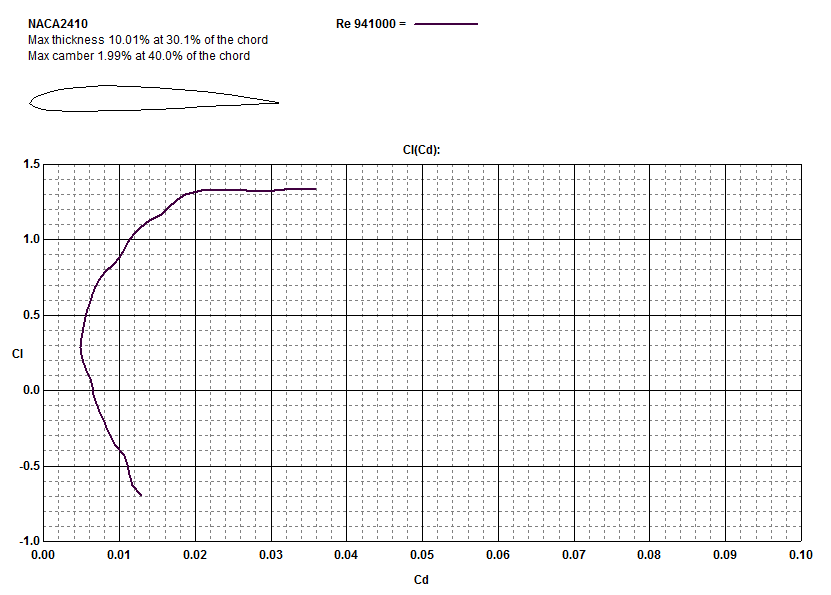 NACA2410
Re 941000 =
Max thickness 10.01% at 30.1% of the chord
Max camber 1.99% at 40.0% of the chord
Cl(Cd):
1.5
1.0
0.5
Cl
0.0
-0.5
-1.0
0.00 0.01 0.02 0.03 0.04 0.05 0.06 0.07 0.08 0.09 0.10
Cd